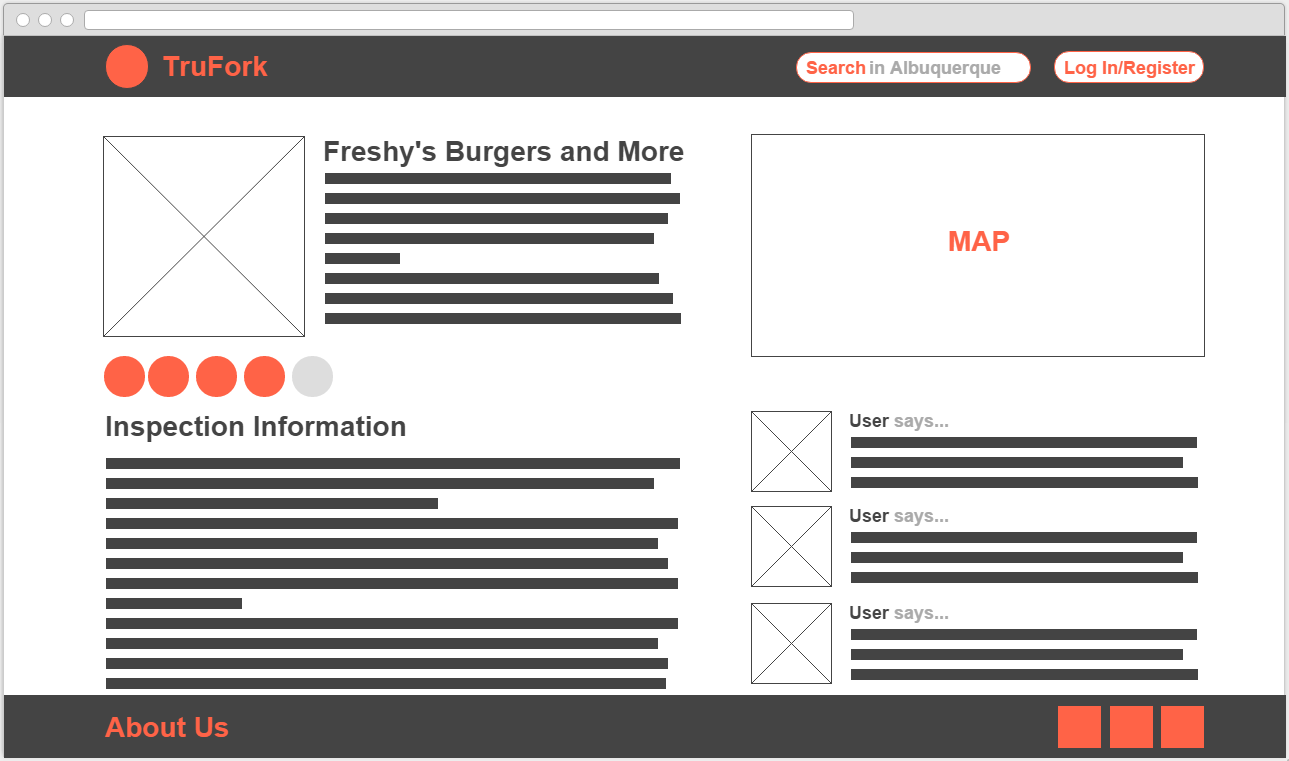 TruFork
Search in Albuquerque
Log In/Register
Freshy's Burgers and More
MAP
Inspection Information
User says...
User says...
User says...
About Us